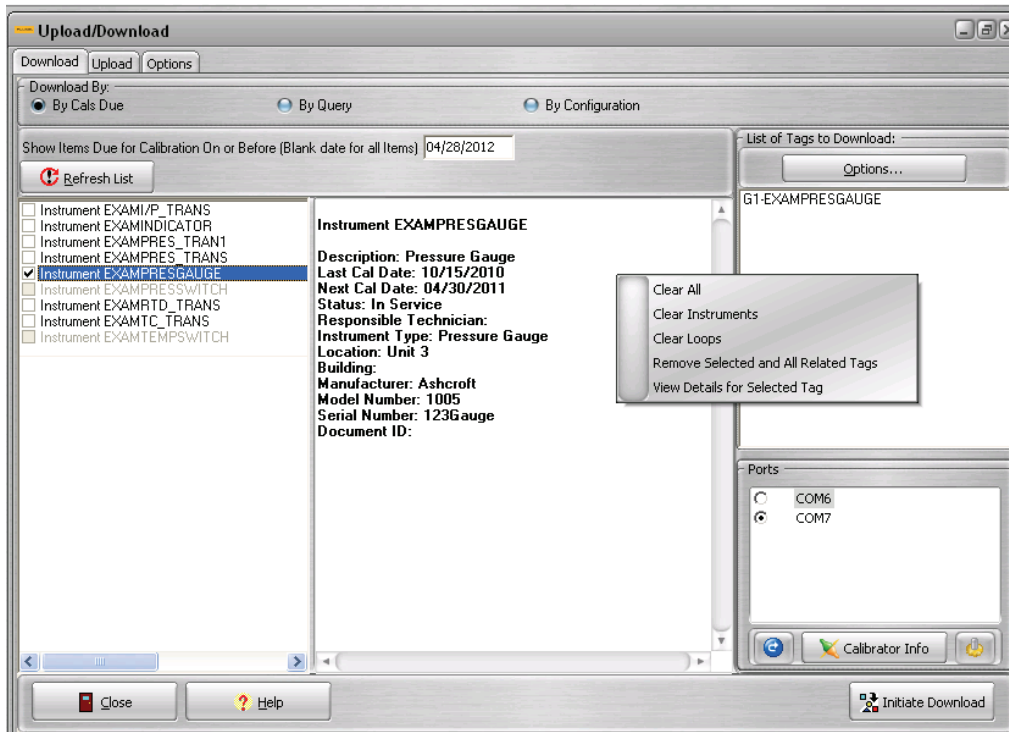 Upload/Download
Download
Upload
Options
Download By:
By Cals Due
By Query
By Configuration
Show Items Due for Calibration On or Before (Blank date for all Items) 04/28/2012
Refresh List
Instrument EXAMI/P_TRANS
Instrument EXAMINDICATOR
Instrument EXAMPRES_TRAN1
Instrument EXAMPRES_TRANS
Instrument EXAMPRESGAUGE
Instrument EXAMPRESSWITCH
Instrument EXAMRTD_TRANS
Instrument EXAMTC_TRANS
Instrument EXAMTEMPSWITCH
Instrument EXAMPRESGAUGE
Description: Pressure Gauge
Last Cal Date: 10/15/2010
Next Cal Date: 04/30/2011
Status: In Service
Responsible Technician:
Instrument Type: Pressure Gauge
Location: Unit 3
Building:
Manufacturer: Ashcroft
Model Number: 1005
Serial Number: 123Gauge
Document ID:
Clear All
Clear Instruments
Clear Loops
Remove Selected and All Related Tags
View Details for Selected Tag
List of Tags to Download:
Options...
G1-EXAMPRESGAUGE
Ports
COM6
COM7
Calibrator Info
Close
Help
Initiate Download